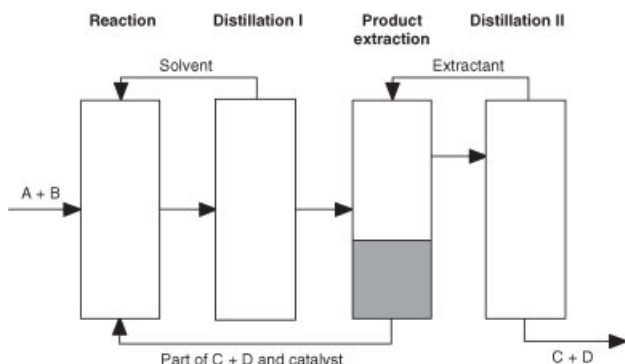 Reaction
Distillation I
Product
extraction
Distillation II
Solvent
Extractant
A + B
Part of C + D and catalyst
C + D